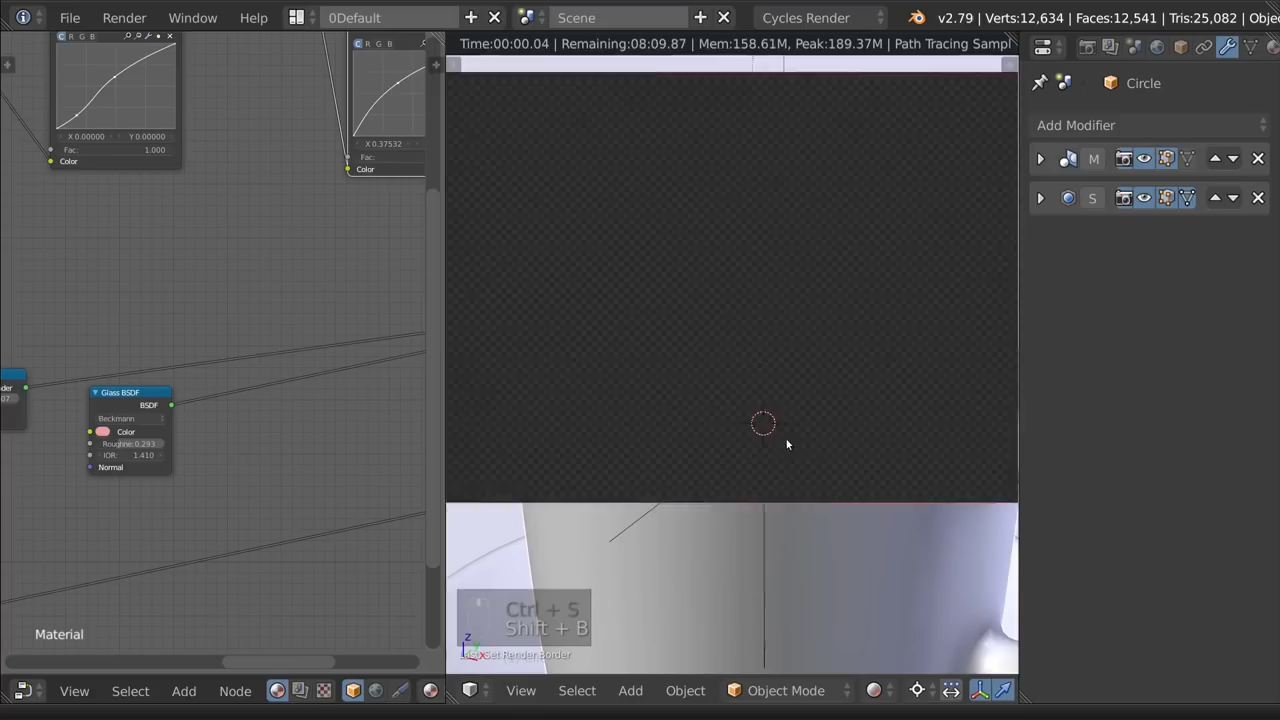 File Render Window Help 0Default Scene Cycles Render v2.79 | Verts:12,634 | Faces:12,541 | Tris:25,082 | Obje
Time:00:00.04 | Remaining:08:09.87 | Mem:158.61M, Peak:189.37M | Path Tracing Sampl
C R G B
C R G B
Circle
Add Modifier
X 0.00000 Y 0.00000
X 0.37532
Fac: 1.000
Fac:
Color
Color
M
S
der
07
Glass BSDF
BSDF
Beckmann
Color
Roughne:0.293
IOR: 1.410
Normal
Ctrl + S
Shift + B
Set Render Border
z
x
Material
View Select Add Node
View Select Add Object Object Mode